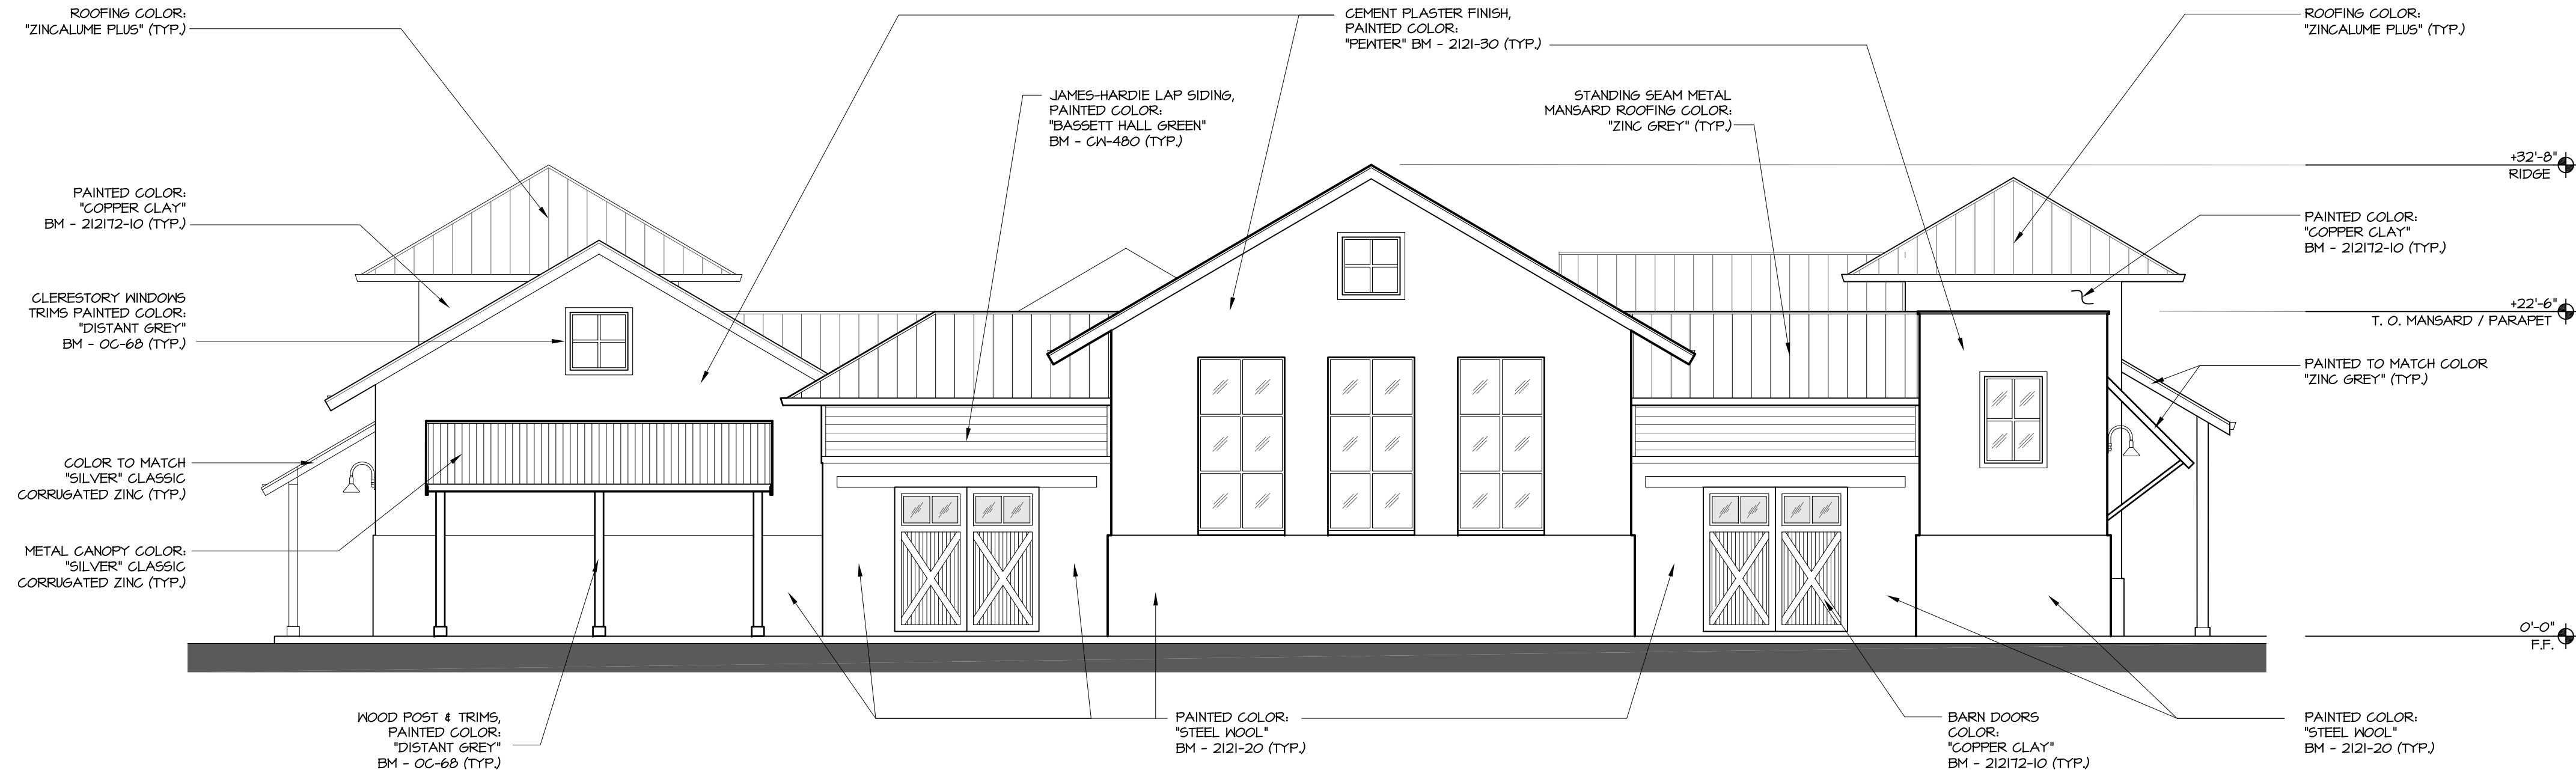 ROOFING COLOR:
"ZINCALUME PLUS" (TYP.)
PAINTED COLOR:
"COPPER CLAY"
BM - 212172-10 (TYP.)
CLERESTORY WINDOWS
TRIMS PAINTED COLOR:
"DISTANT GREY"
BM - OC-68 (TYP.)
COLOR TO MATCH
"SILVER" CLASSIC
CORRUGATED ZINC (TYP.)
METAL CANOPY COLOR:
"SILVER" CLASSIC
CORRUGATED ZINC (TYP.)
WOOD POST & TRIMS,
PAINTED COLOR:
"DISTANT GREY"
BM - OC-68 (TYP.)
JAMES-HARDIE LAP SIDING,
PAINTED COLOR:
"BASSETT HALL GREEN"
BM - CW-480 (TYP.)
CEMENT PLASTER FINISH,
PAINTED COLOR:
"PEWTER" BM - 2121-30 (TYP.)
STANDING SEAM METAL
MANSARD ROOFING COLOR:
"ZINC GREY" (TYP.)
PAINTED COLOR:
"STEEL WOOL"
BM - 2121-20 (TYP.)
BARN DOORS
COLOR:
"COPPER CLAY"
BM - 212172-10 (TYP.)
ROOFING COLOR:
"ZINCALUME PLUS" (TYP.)
+32'-8"
RIDGE
PAINTED COLOR:
"COPPER CLAY"
BM - 212172-10 (TYP.)
+22'-6"
T. O. MANSARD / PARAPET
PAINTED TO MATCH COLOR
"ZINC GREY" (TYP.)
0'-0"
F.F.
PAINTED COLOR:
"STEEL WOOL"
BM - 2121-20 (TYP.)